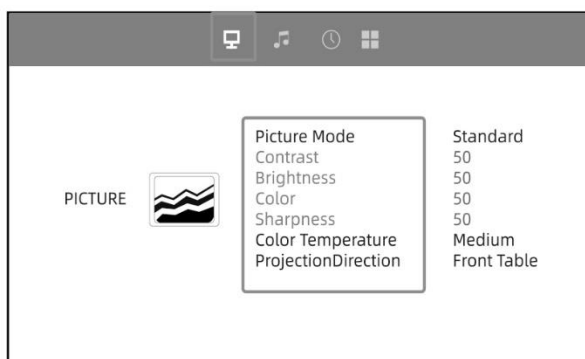 PICTURE
Picture Mode Standard
Contrast 50
Brightness 50
Color 50
Sharpness 50
Color Temperature Medium
ProjectionDirection Front Table